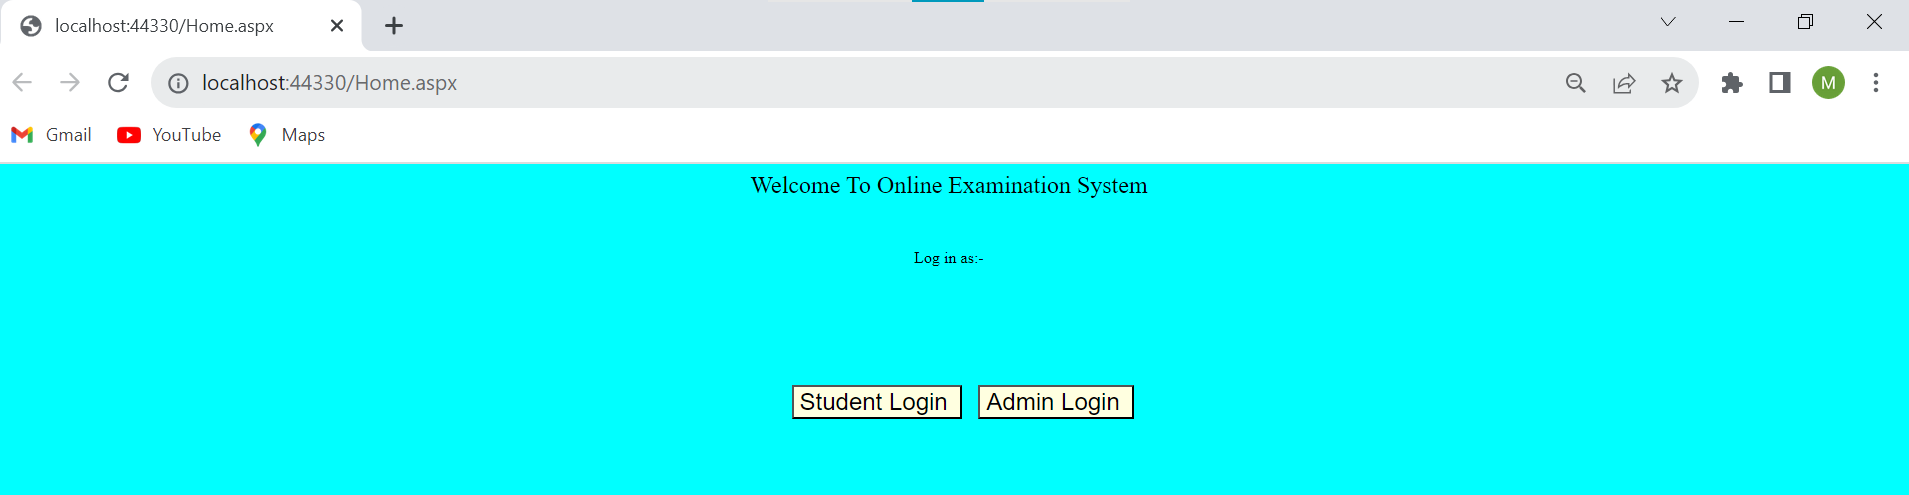 localhost:44330/Home.aspx
localhost:44330/Home.aspx
M
Gmail YouTube Maps
Welcome To Online Examination System
Log in as:-
Student Login Admin Login